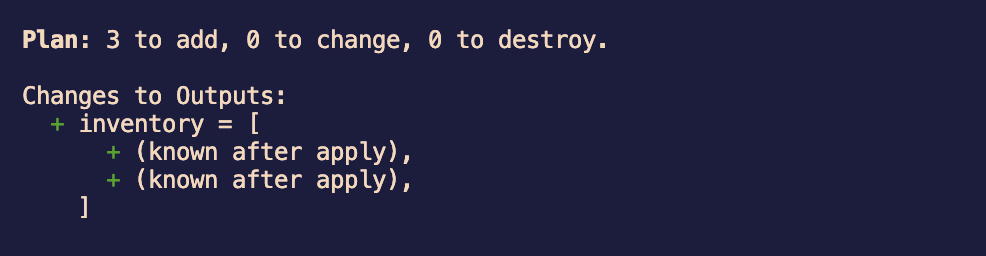 Plan: 3 to add, 0 to change, 0 to destroy.
Changes to Outputs:
+ inventory = [
+ (known after apply),
+ (known after apply),
]